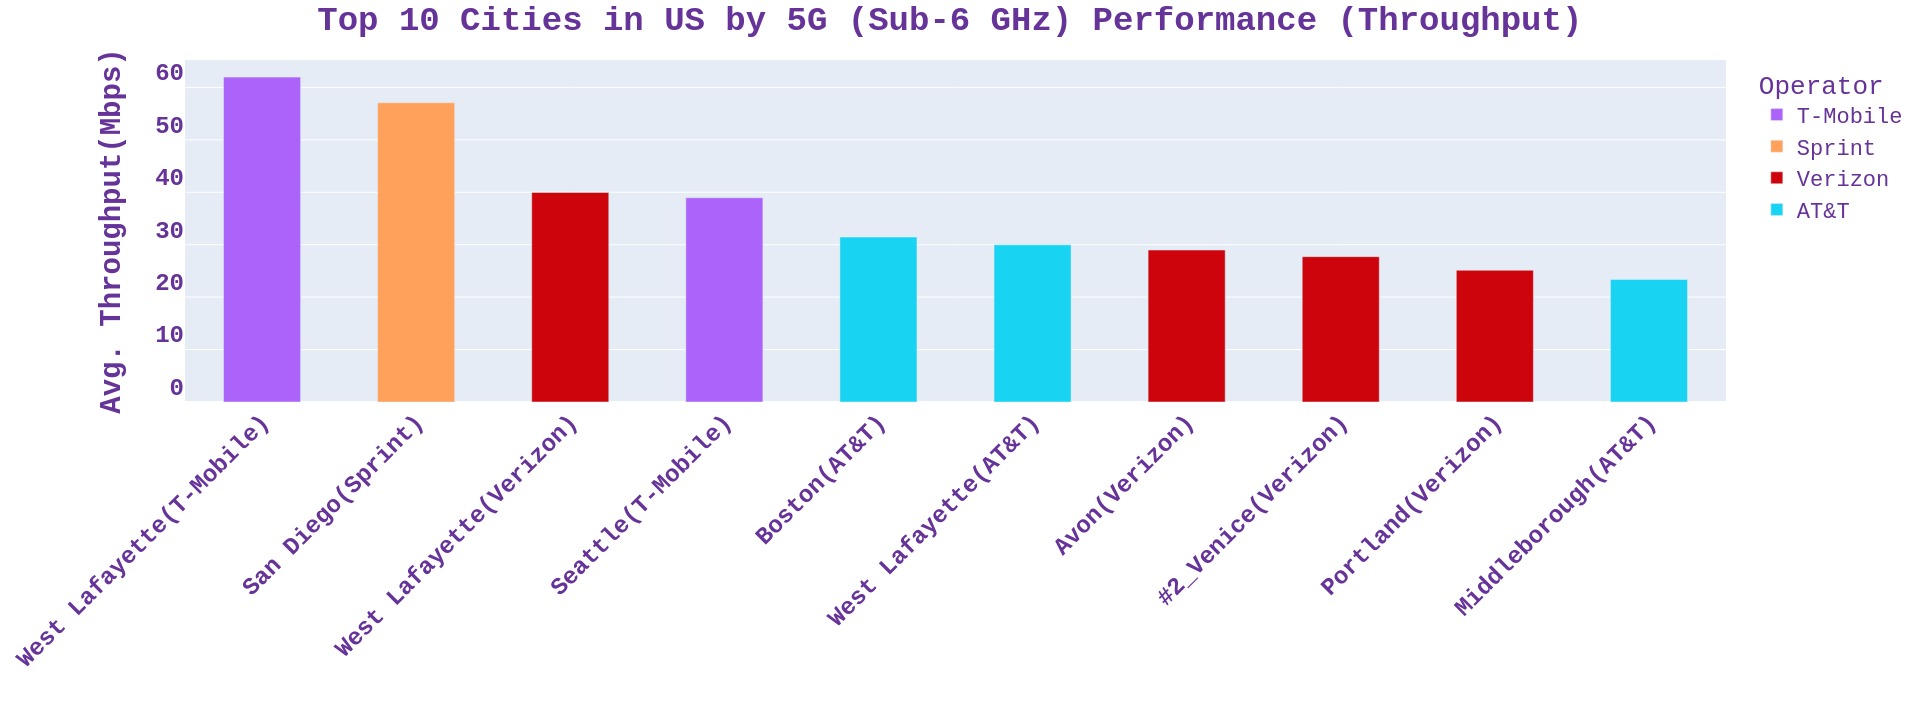 Top 10 Cities in US by 5G (Sub-6 GHz) Performance (Throughput)
Avg. Throughput(Mbps)
60
50
40
30
20
10
0
West Lafayette(T-Mobile)
San Diego(Sprint)
West Lafayette(Verizon)
Seattle(T-Mobile)
Boston(AT&T)
West Lafayette(AT&T)
Avon(Verizon)
#2_Venice(Verizon)
Portland(Verizon)
Middleborough(AT&T)
Operator
T-Mobile
Sprint
Verizon
AT&T